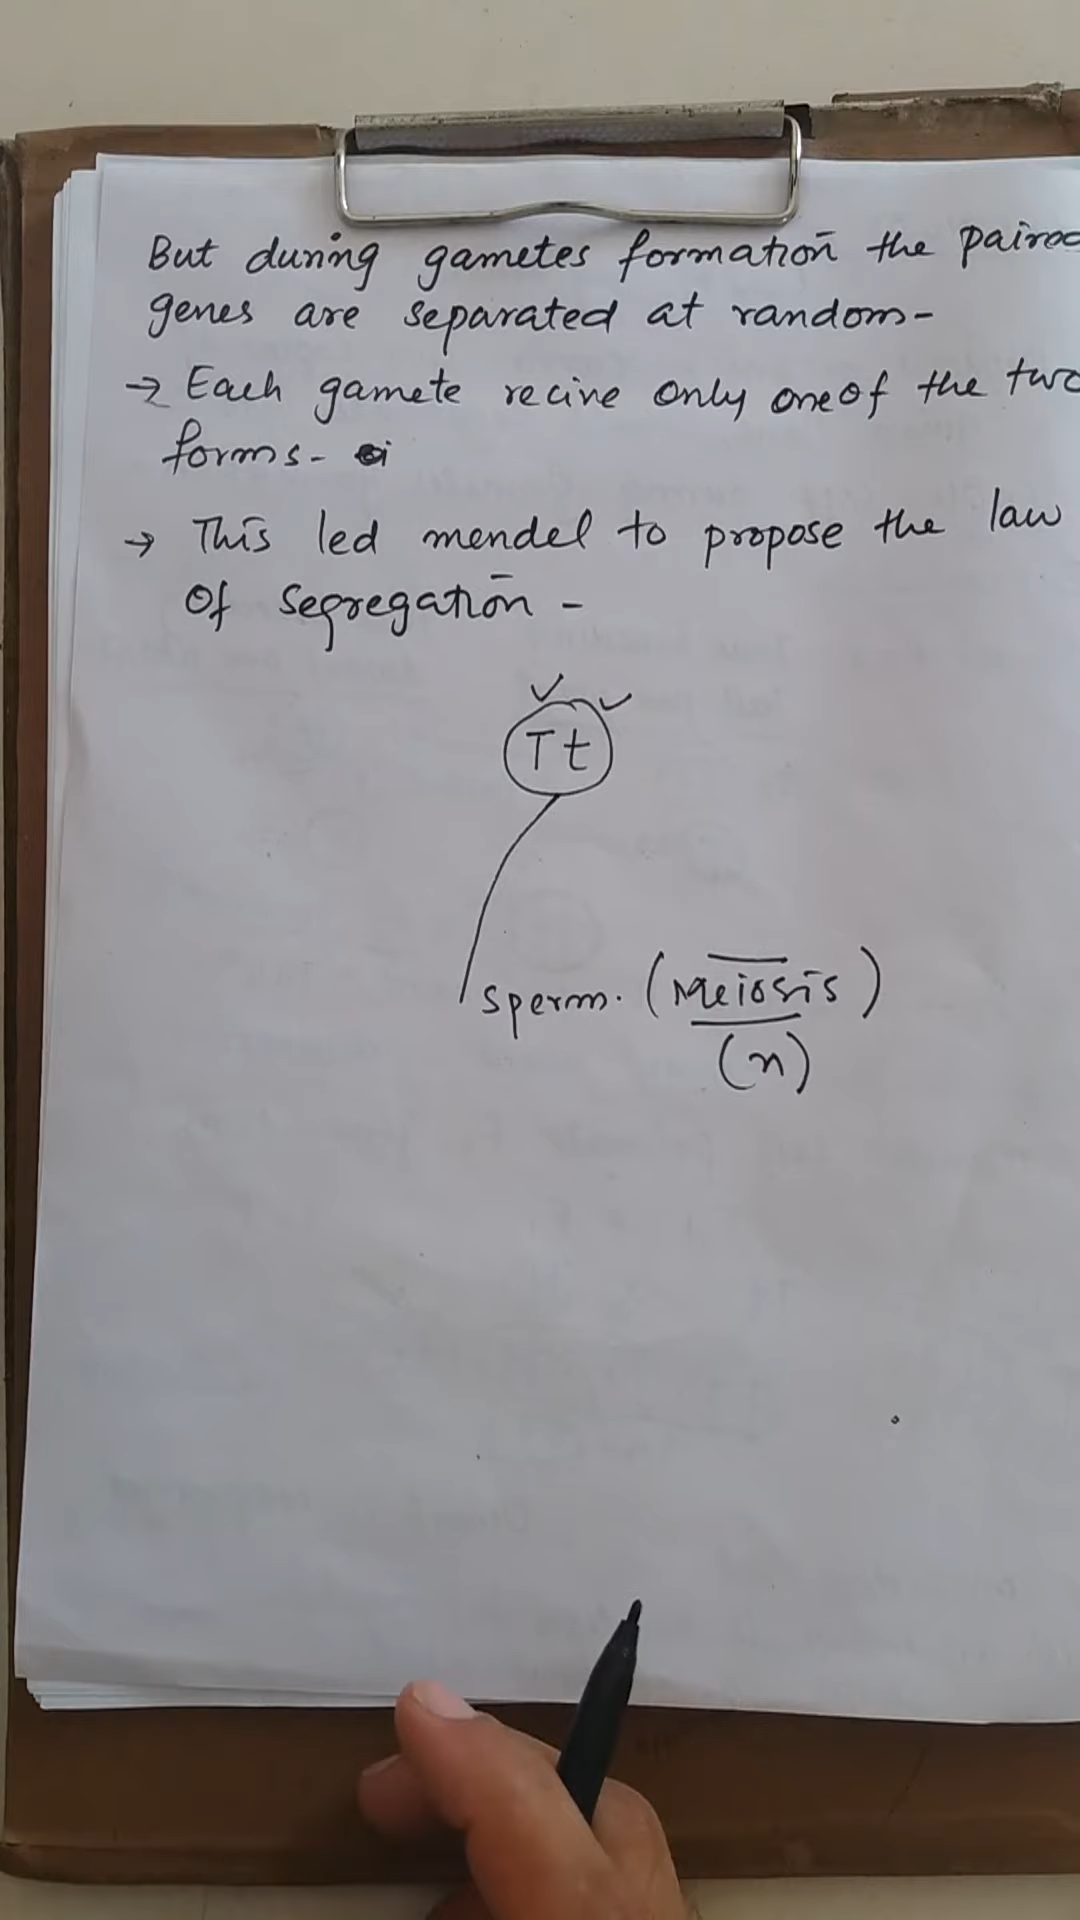 But during gametes formation the paired
genes are separated at random-
→ Each gamete recive only one of the two
forms-
→ This led mendel to propose the law
of segregation -
Tt
sperm. (Meiosis)
(n)